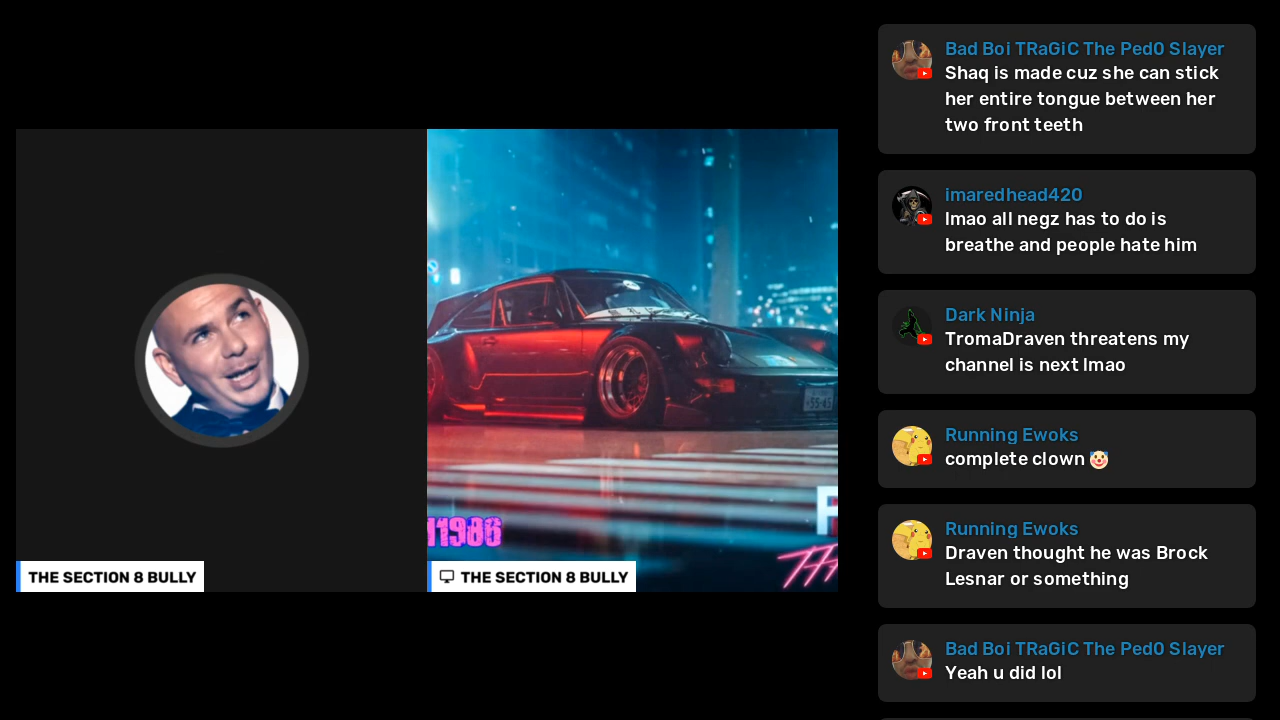 Bad Boi TRaGiC The Ped0 Slayer
Shaq is made cuz she can stick
her entire tongue between her
two front teeth
imaredhead420
lmao all negz has to do is
breathe and people hate him
Dark Ninja
TromaDraven threatens my
channel is next lmao
Running Ewoks
complete clown 🤡
Running Ewoks
Draven thought he was Brock
Lesnar or something
Bad Boi TRaGiC The Ped0 Slayer
Yeah u did lol
1986
55-45
THE SECTION 8 BULLY
THE SECTION 8 BULLY